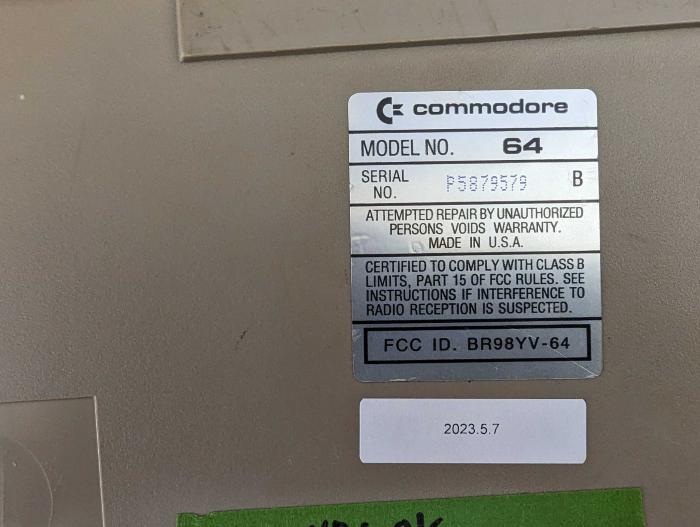 commodore
MODEL NO. 64
SERIAL NO. P5879579 B
ATTEMPTED REPAIR BY UNAUTHORIZED
PERSONS VOIDS WARRANTY.
MADE IN U.S.A.
CERTIFIED TO COMPLY WITH CLASS B
LIMITS, PART 15 OF FCC RULES. SEE
INSTRUCTIONS IF INTERFERENCE TO
RADIO RECEPTION IS SUSPECTED.
FCC ID. BR98YV-64
2023.5.7